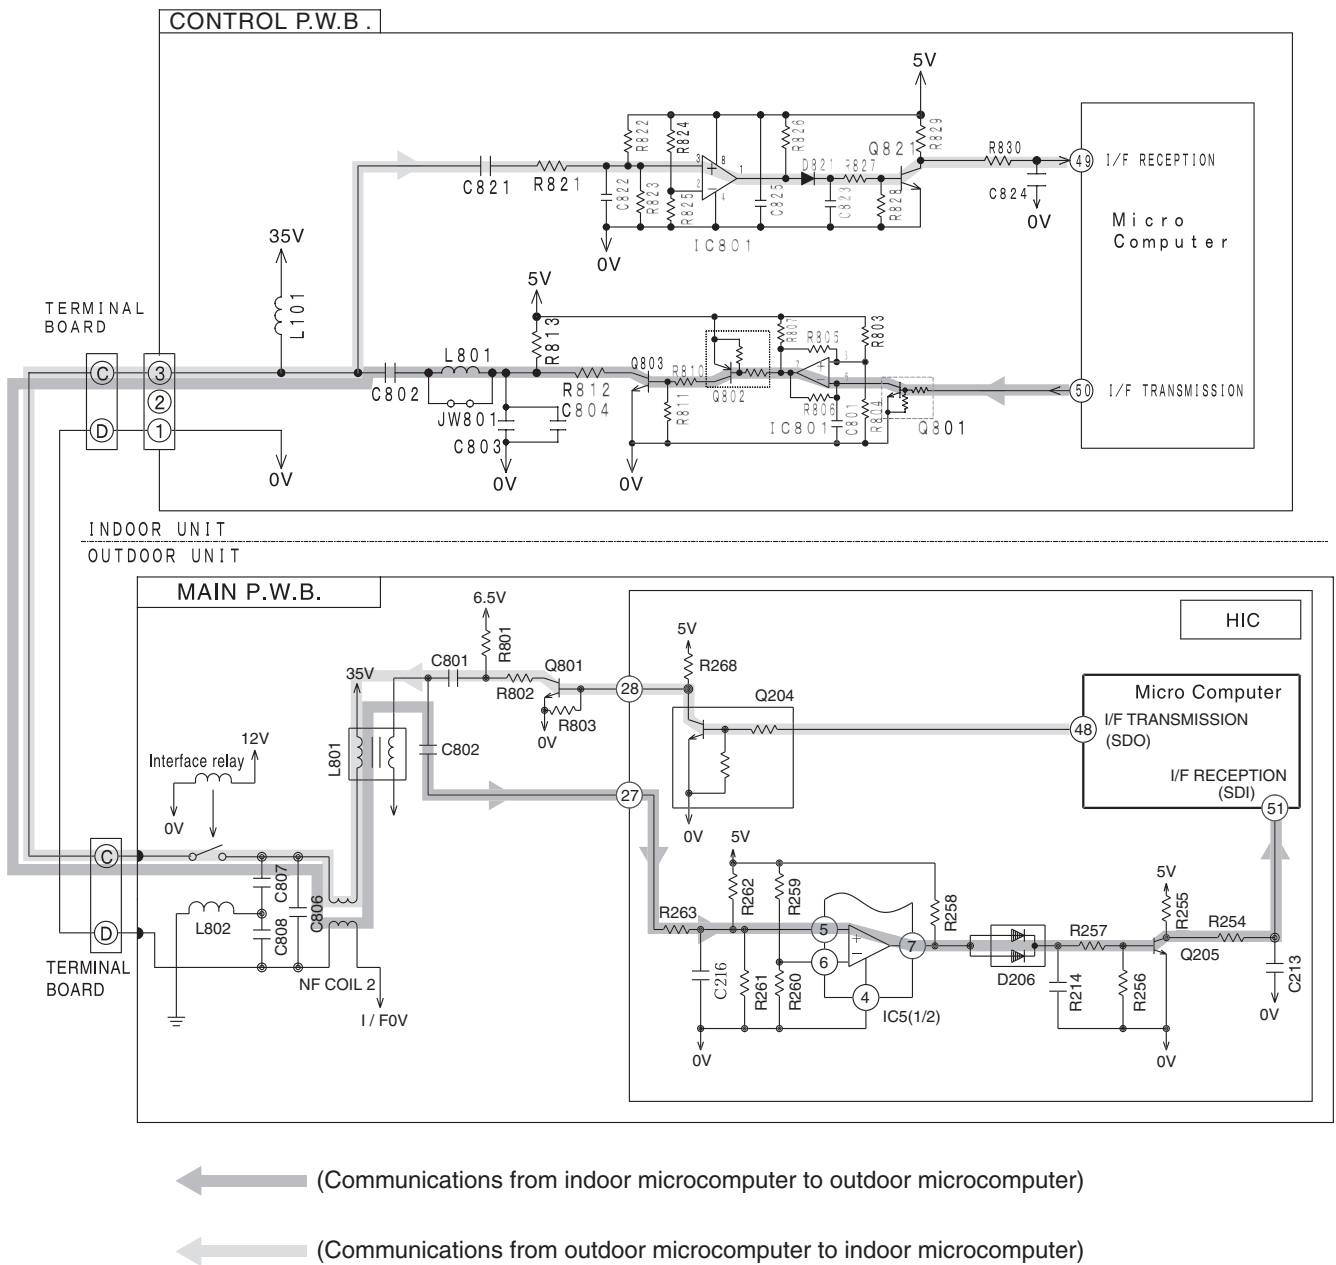 CONTROL P.W.B .
5V
R822
R824
R826
Q821
R829
3
8
1
2
4
D821
R827
R830
49
I/F RECEPTION
C821
R821
C822
R823
R825
C825
C823
R828
C824
0V
Micro
Computer
IC801
0V
35V
L101
TERMINAL
BOARD
5V
R813
L801
Q803
R810
R807
R805
R803
C
3
C802
R812
C804
R811
Q802
R806
IC801
C801
R804
Q801
50
I/F TRANSMISSION
2
JW801
D
1
C803
0V
0V
0V
INDOOR UNIT
OUTDOOR UNIT
MAIN P.W.B.
HIC
6.5V
R801
5V
R268
C801
Q801
35V
R802
28
Q204
Micro Computer
R803
0V
48
I/F TRANSMISSION
(SDO)
L801
C802
12V
Interface relay
I/F RECEPTION
(SDI)
27
51
0V
0V
5V
C
C807
C806
R262
R259
R258
5V
R255
R263
5
7
R257
R254
L802
C808
6
Q205
D
C216
R261
R260
4
D206
R214
R256
C213
TERMINAL
BOARD
NF COIL 2
IC5(1/2)
0V
I / F0V
0V
0V
(Communications from indoor microcomputer to outdoor microcomputer)
(Communications from outdoor microcomputer to indoor microcomputer)